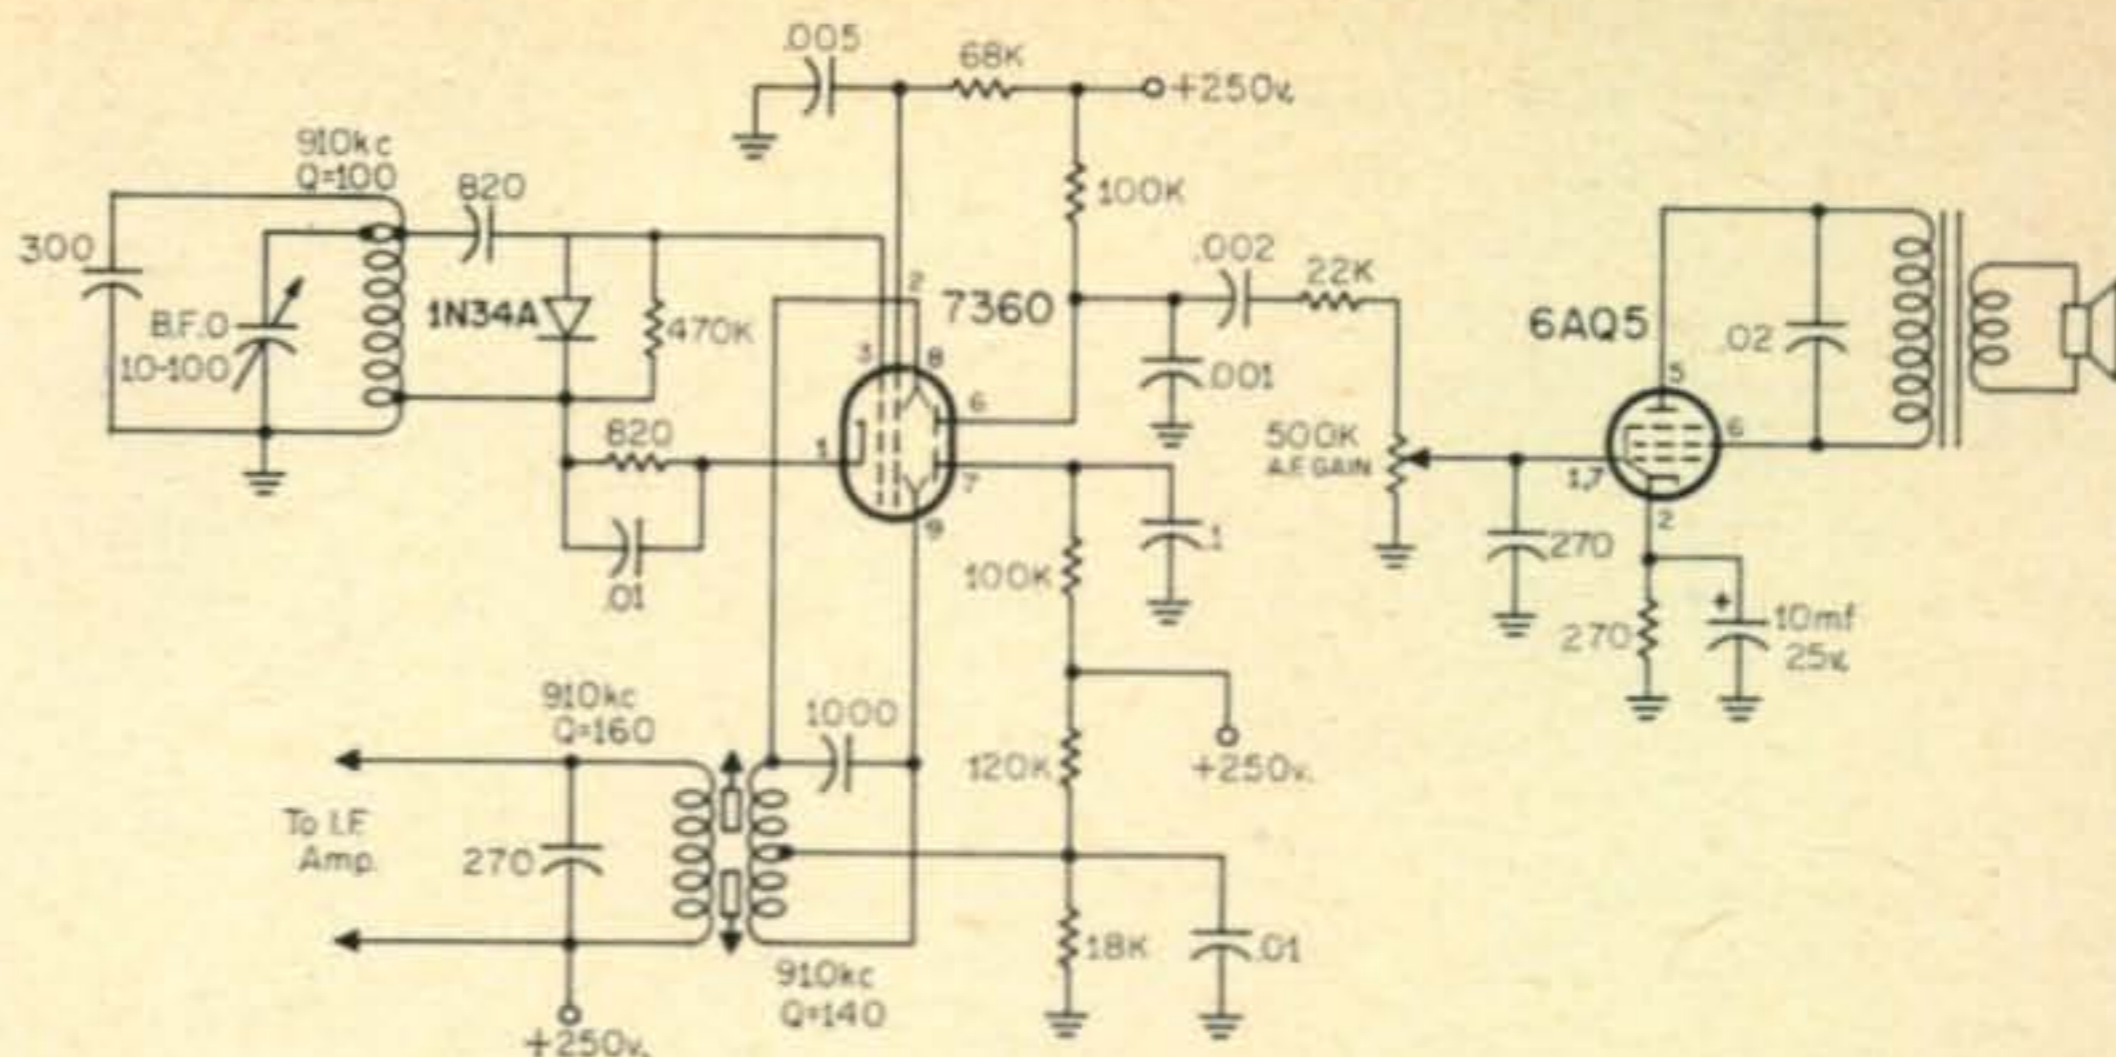 .005
68K
+250v.
910kc
Q=100
820
100K
300
.002
22K
2
7360
1N34A
470K
B.F.O
10-100
6AQ5
.02
3
8
.001
5
6
820
1
500K
A.F. GAIN
6
7
1,7
9
2
.1
270
100K
.01
270
+
10mf
25v.
910kc
Q=160
1000
120K
+250v.
To I.F.
Amp.
270
18K
.01
910kc
Q=140
+250v.